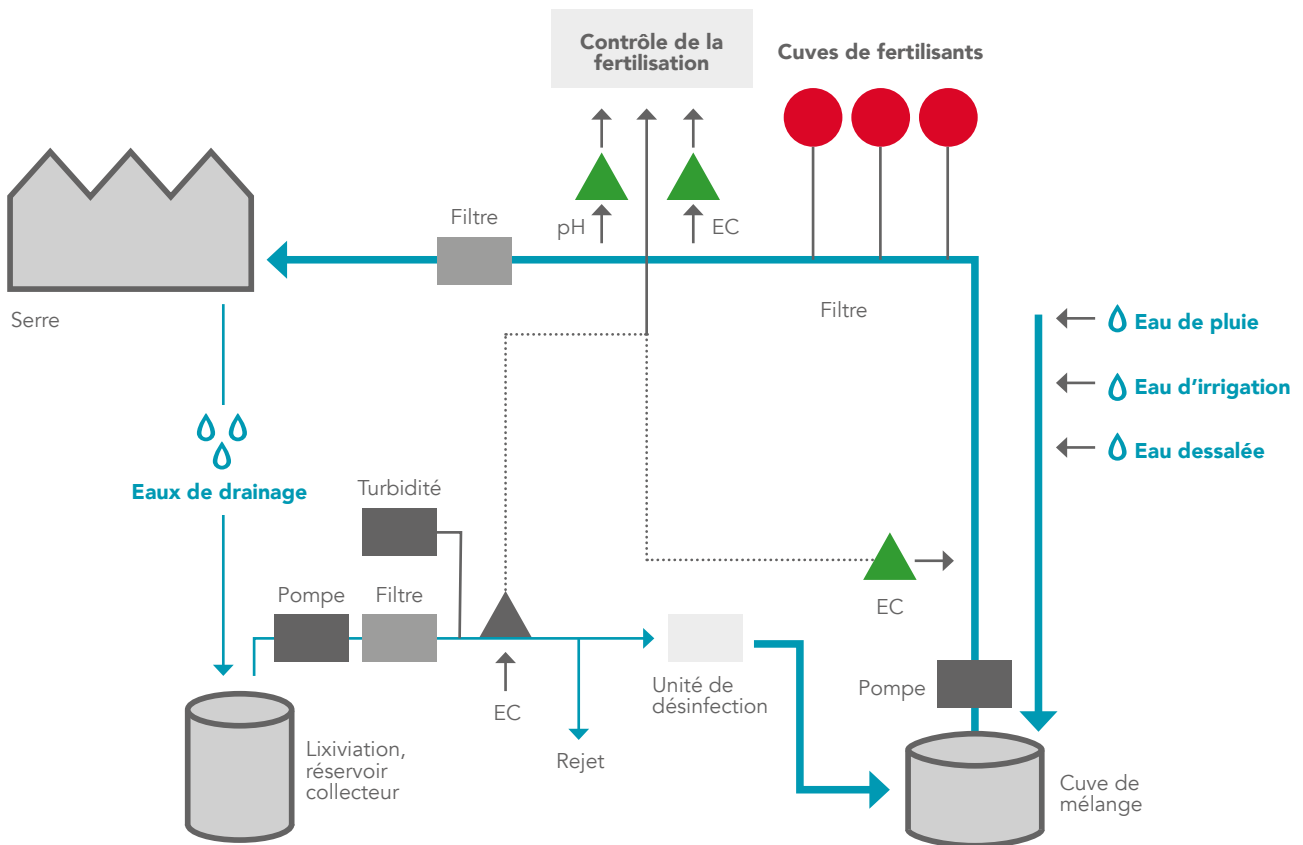 Contrôle de la
fertilisation
Cuves de fertilisants
Filtre
pH
EC
Serre
Filtre
Eau de pluie
Eau d'irrigation
Eau dessalée
Eaux de drainage
Turbidité
Pompe
Filtre
EC
EC
Rejet
Unité de
désinfection
Pompe
Lixiviation,
réservoir
collecteur
Cuve de
mélange